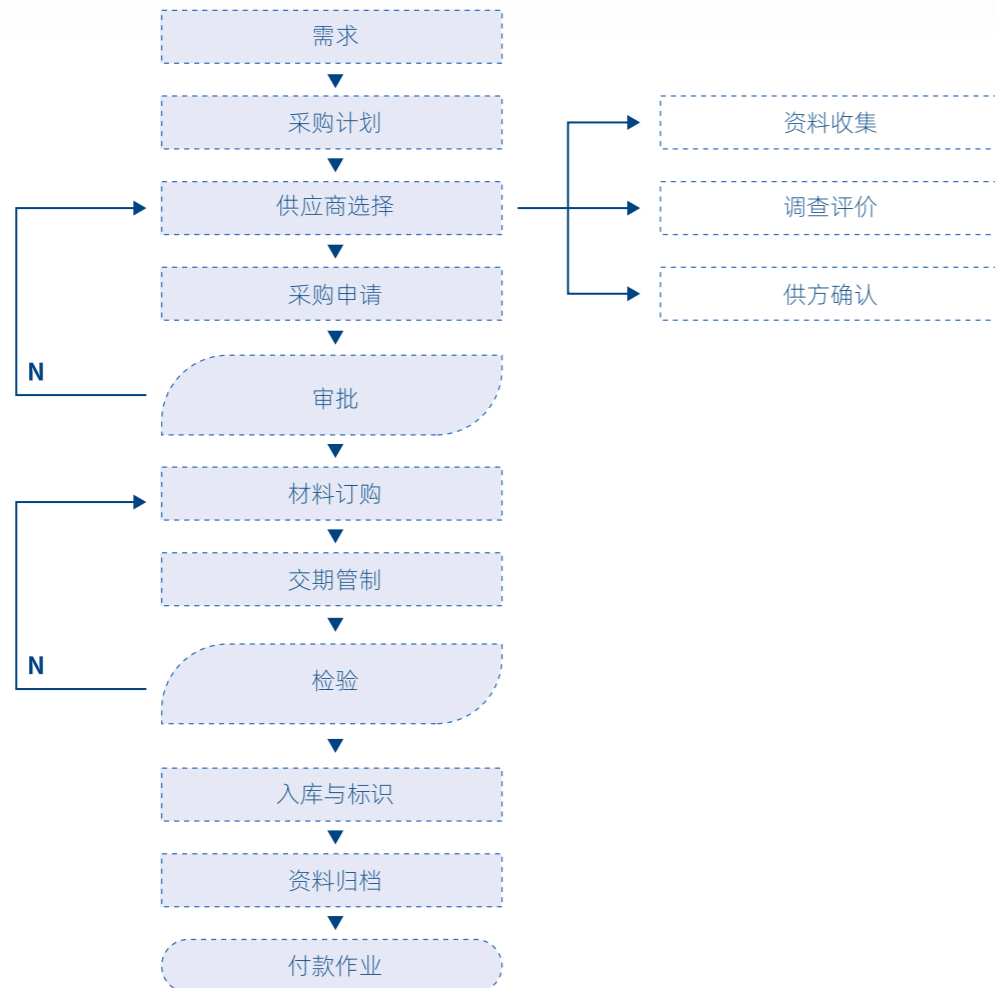 需求
采购计划
资料收集
供应商选择
调查评价
采购申请
供方确认
N
审批
材料订购
交期管制
N
检验
入库与标识
资料归档
付款作业